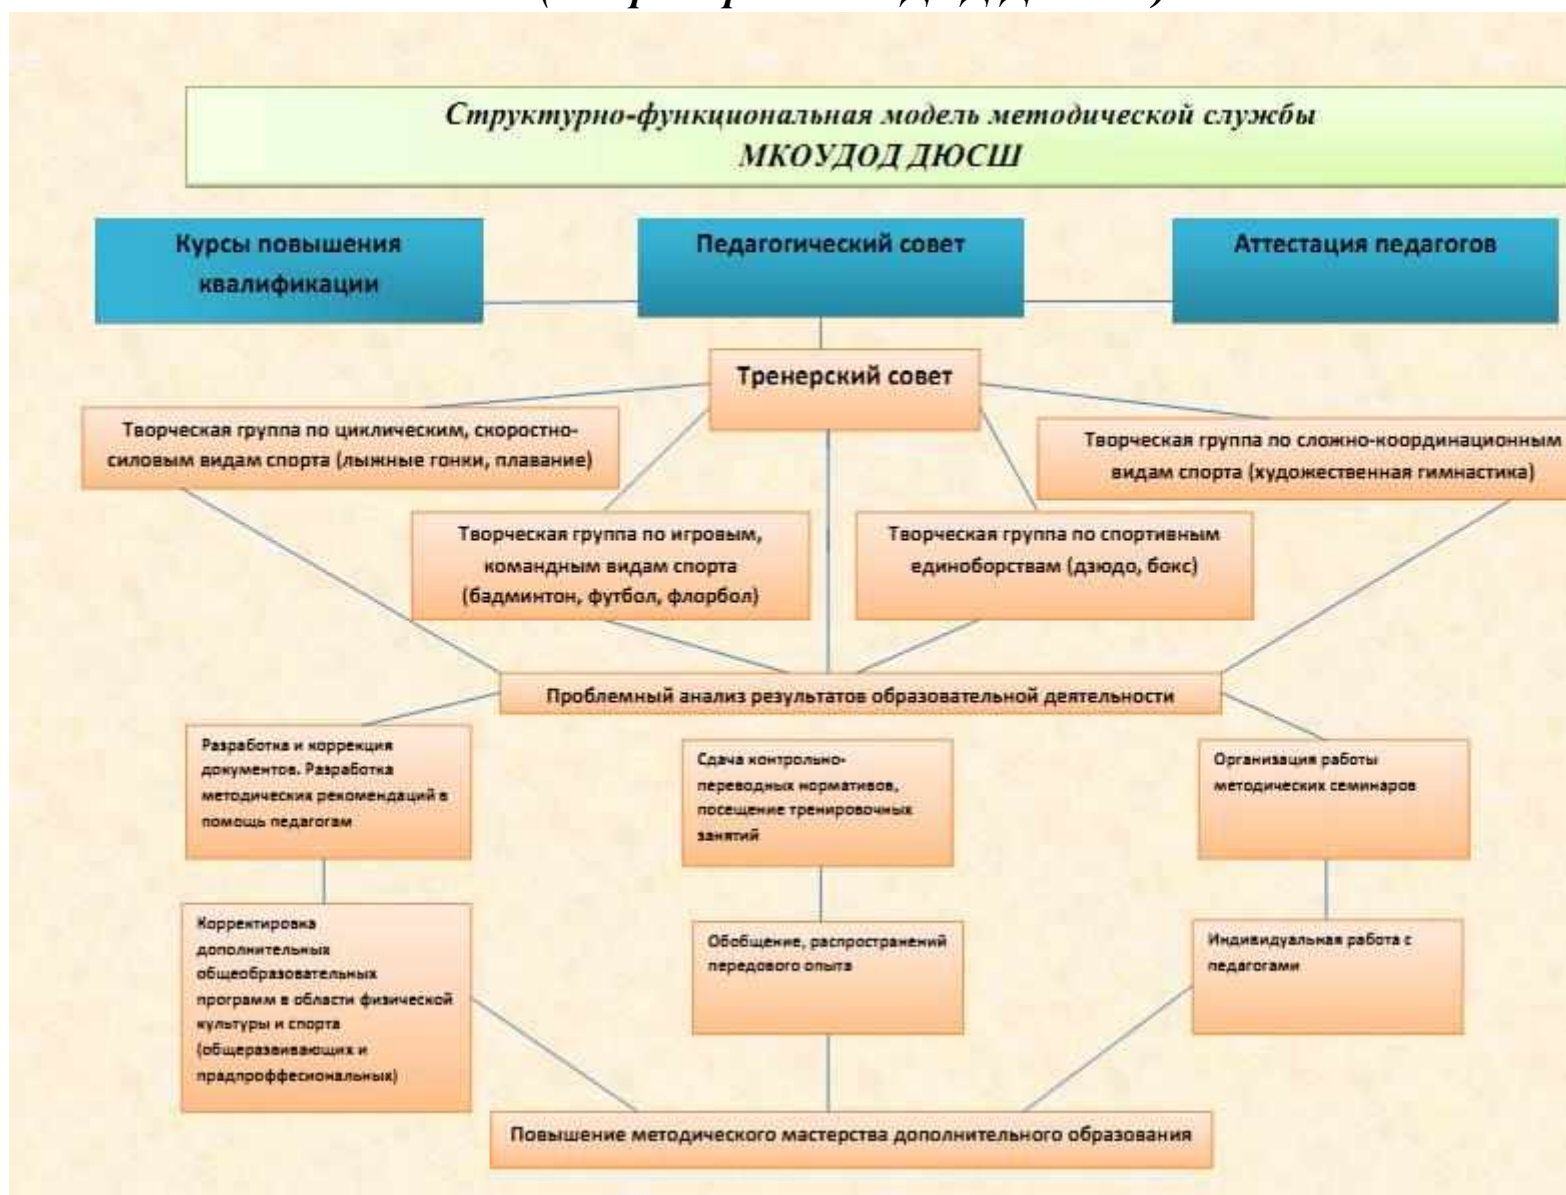 Структурно-функциональная модель методической службы
МКОУДОД ДЮСШ
Курсы повышения
квалификации
Педагогический совет
Аттестация педагогов
Тренерский совет
Творческая группа по циклическим, скоростно-
силовым видам спорта (лыжные гонки, плавание)
Творческая группа по сложно-координационным
видам спорта (художественная гимнастика)
Творческая группа по игровым,
командным видам спорта
(бадминтон, футбол, флорбол)
Творческая группа по спортивным
единоборствам (дзюдо, бокс)
Проблемный анализ результатов образовательной деятельности
Разработка и коррекция
документов. Разработка
методических рекомендаций в
помощь педагогам
Сдача контрольно-
переводных нормативов,
посещение тренировочных
занятий
Организация работы
методических семинаров
Корректировка
дополнительных
общеобразовательных
программ в области физической
культуры и спорта
(общеразвивающих и
прадпроффесиональных)
Обобщение, распространений
передового опыта
Индивидуальная работа с
педагогами
Повышение методического мастерства дополнительного образования